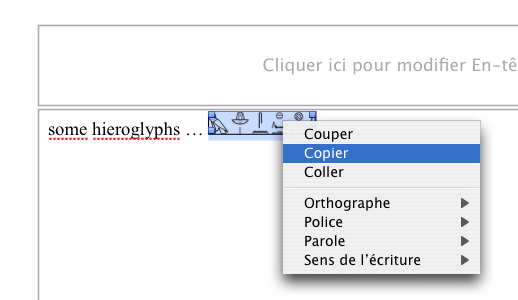 Cliquer ici pour modifier En-tê
some hieroglyphs ...
Couper
Copier
Coller
Orthographe
Police
Parole
Sens de l'écriture